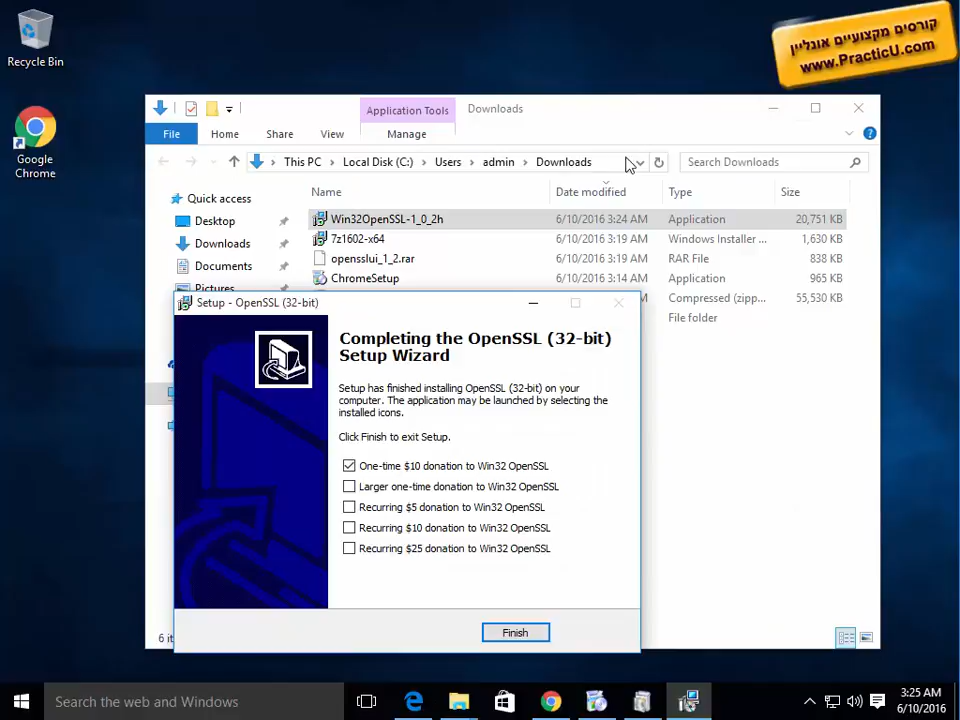 Recycle Bin
Google
Chrome
קורסים מקצועיים אונליין
www.PracticU.com
Application Tools
Downloads
File
Home
Share
View
Manage
This PC
Local Disk (C:)
Users
admin
Downloads
Search Downloads
Name
Date modified
Type
Size
Quick access
Desktop
Downloads
Documents
Pictures
Win32OpenSSL-1_0_2h
6/10/2016 3:24 AM
Application
20,751 KB
7z1602-x64
6/10/2016 3:19 AM
Windows Installer ...
1,630 KB
opensslui_1_2.rar
6/10/2016 3:19 AM
RAR File
838 KB
ChromeSetup
6/10/2016 3:14 AM
Application
965 KB
Compressed (zipp...
55,530 KB
File folder
Setup - OpenSSL (32-bit)
Completing the OpenSSL (32-bit)
Setup Wizard
Setup has finished installing OpenSSL (32-bit) on your
computer. The application may be launched by selecting the
installed icons.
Click Finish to exit Setup.
One-time $10 donation to Win32 OpenSSL
Larger one-time donation to Win32 OpenSSL
Recurring $5 donation to Win32 OpenSSL
Recurring $10 donation to Win32 OpenSSL
Recurring $25 donation to Win32 OpenSSL
Finish
6 it
Search the web and Windows
3:25 AM
6/10/2016